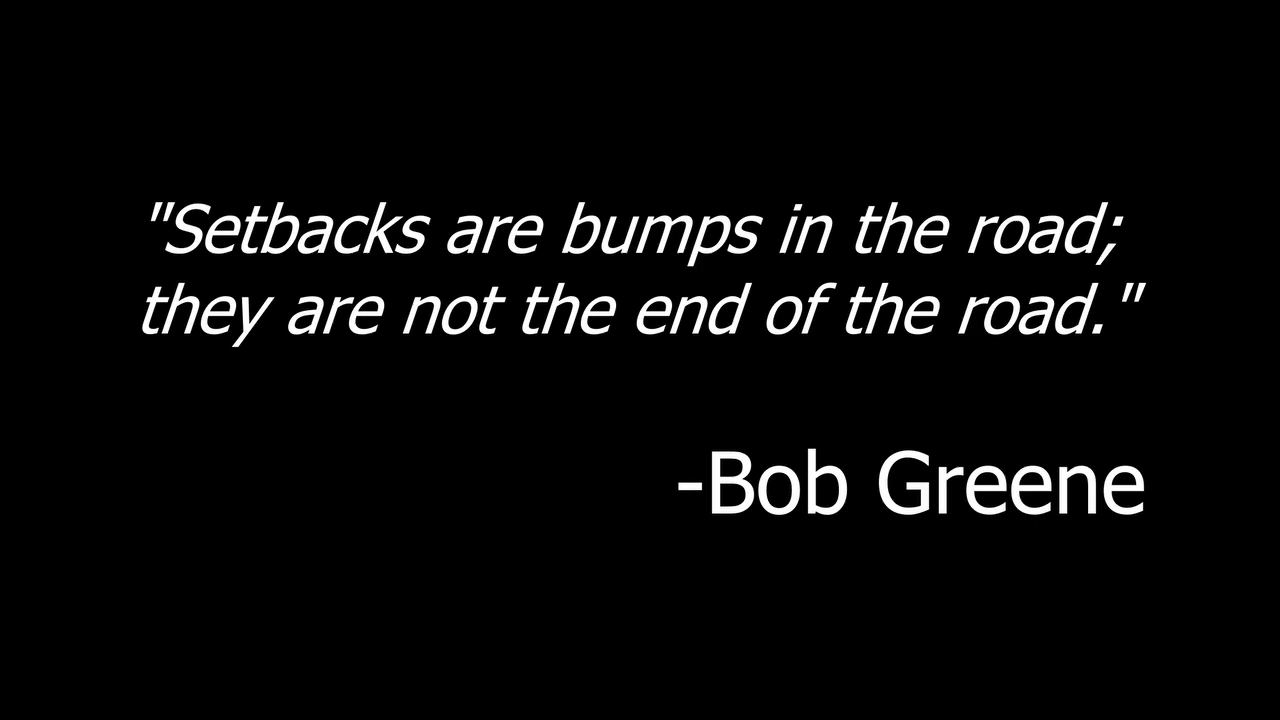 "Setbacks are bumps in the road;
they are not the end of the road."
-Bob Greene